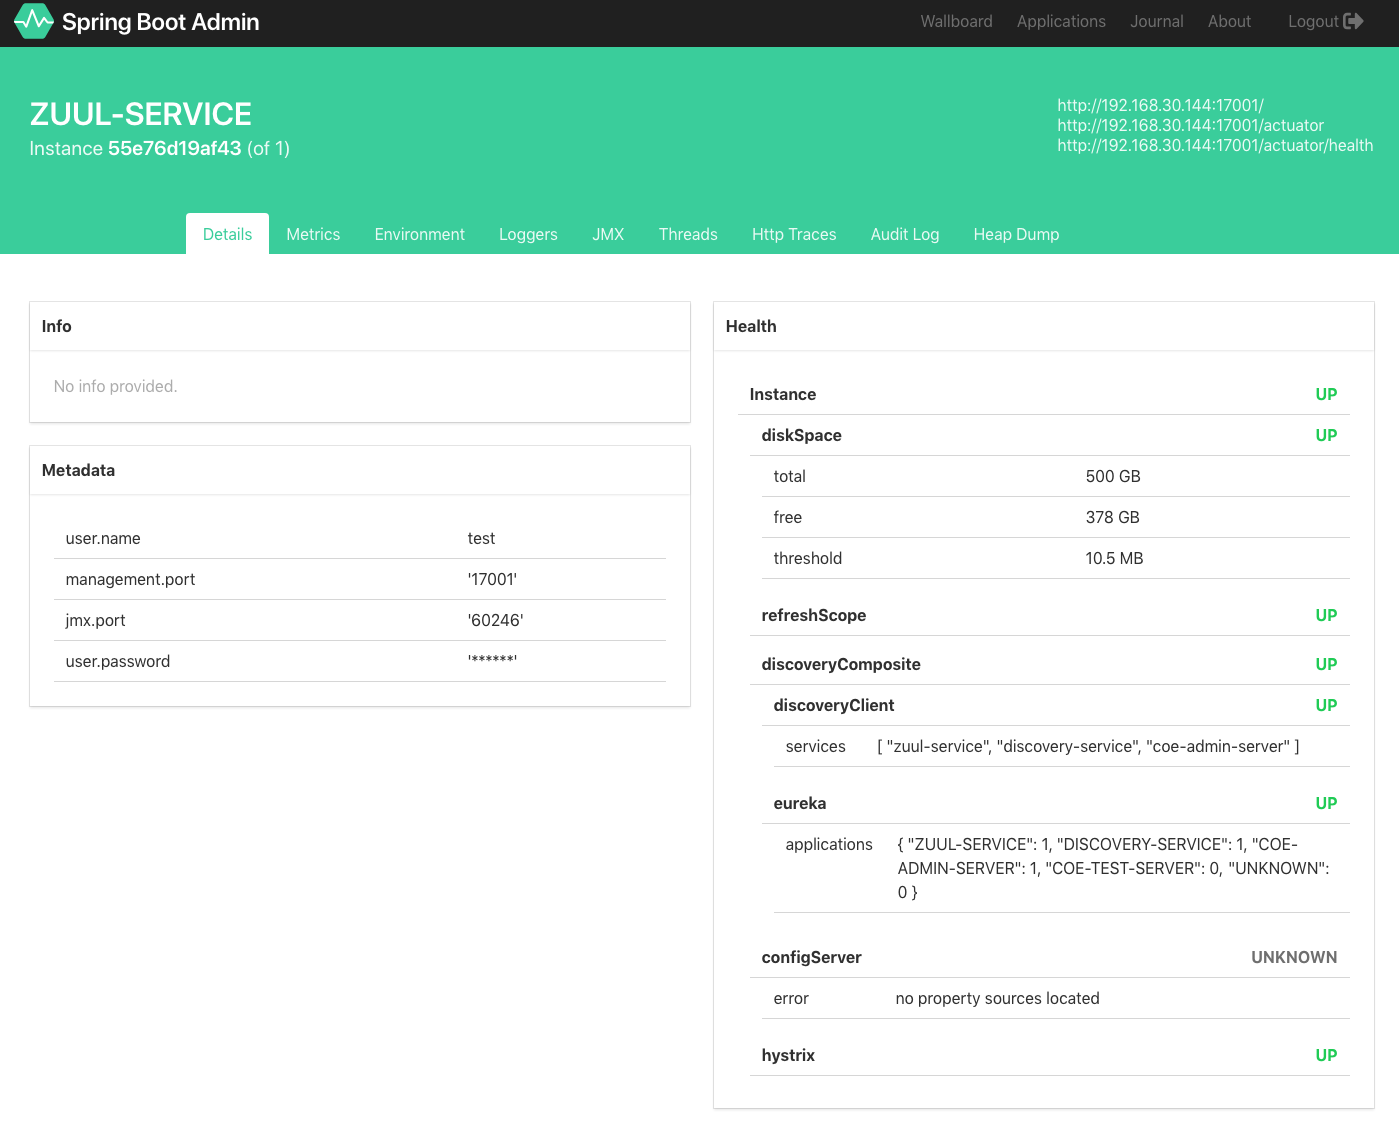 Spring Boot Admin
Wallboard Applications Journal About Logout
ZUUL-SERVICE
Instance 55e76d19af43 (of 1)
http://192.168.30.144:17001/
http://192.168.30.144:17001/actuator
http://192.168.30.144:17001/actuator/health
Details Metrics Environment Loggers JMX Threads Http Traces Audit Log Heap Dump
Info
No info provided.
Metadata
user.name test
management.port '17001'
jmx.port '60246'
user.password '******'
Health
Instance UP
diskSpace UP
total 500 GB
free 378 GB
threshold 10.5 MB
refreshScope UP
discoveryComposite UP
discoveryClient UP
services [ "zuul-service", "discovery-service", "coe-admin-server" ]
eureka UP
applications { "ZUUL-SERVICE": 1, "DISCOVERY-SERVICE": 1, "COE-
ADMIN-SERVER": 1, "COE-TEST-SERVER": 0, "UNKNOWN":
0 }
configServer UNKNOWN
error no property sources located
hystrix UP